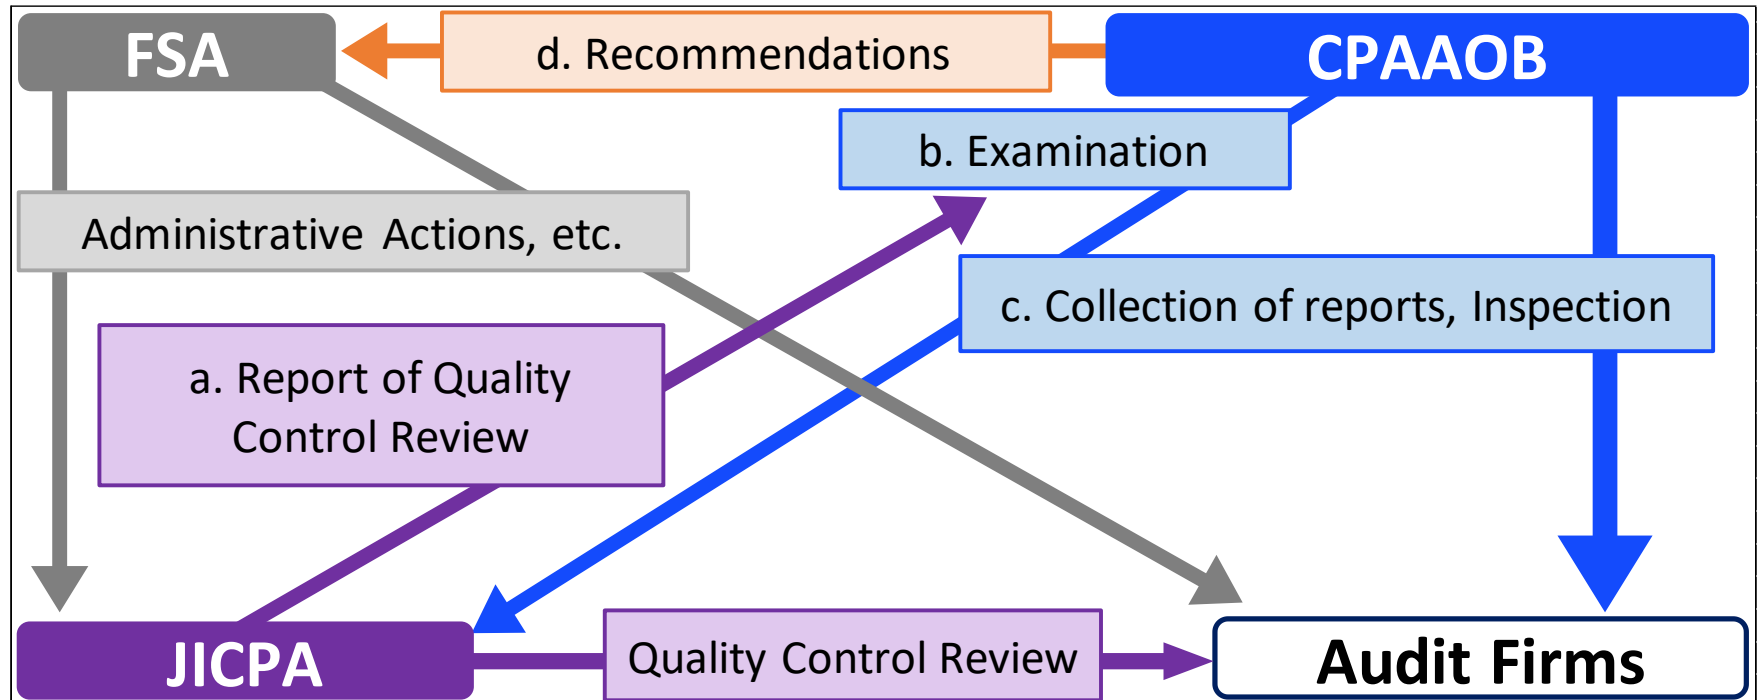 FSA
d. Recommendations
CPAAOB
b. Examination
Administrative Actions, etc.
c. Collection of reports, Inspection
a. Report of Quality
Control Review
JICPA
Quality Control Review
Audit Firms